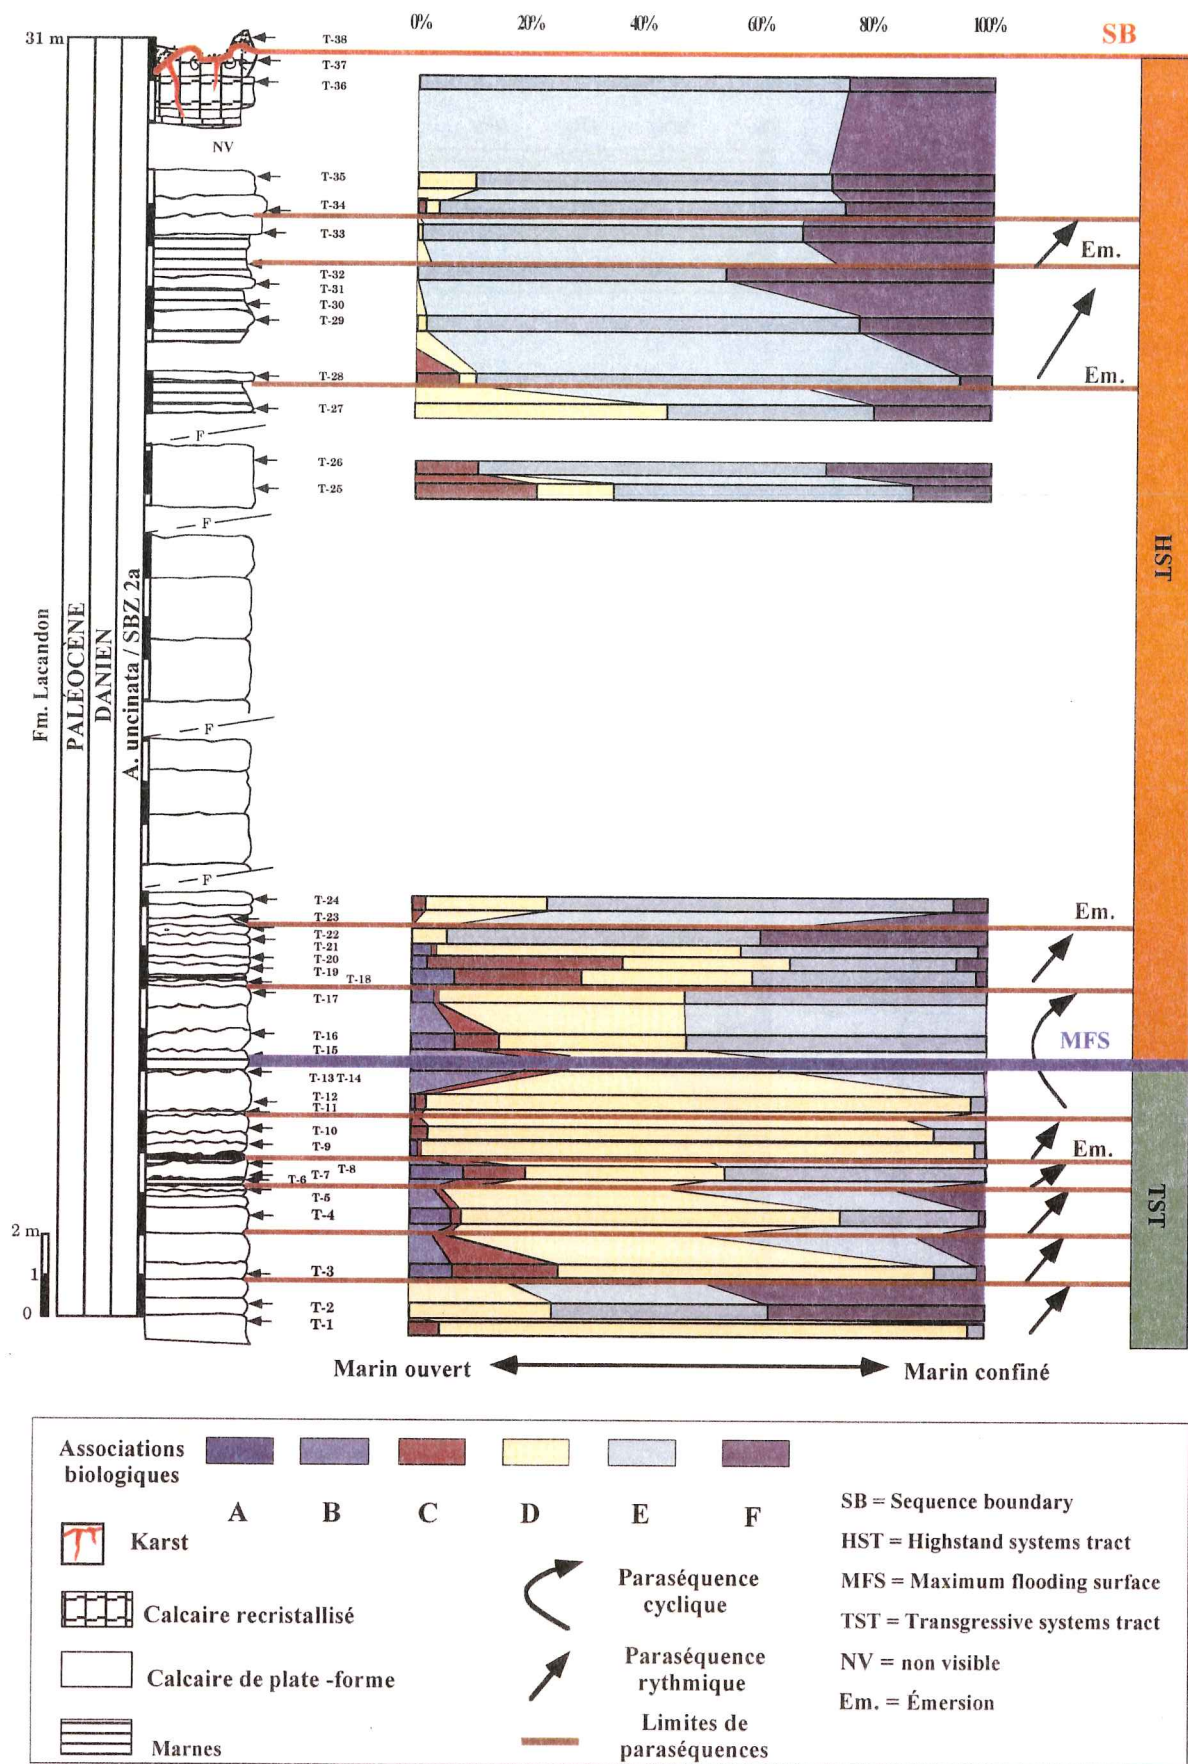 0% 20% 40% 60% 80% 100%
SB
31 m
T-38
T-37
T-36
NV
T-35
T-34
T-33
Em.
T-32
T-31
T-30
T-29
T-28
Em.
T-27
F
T-26
T-25
F
HST
Fm. Lacandon
PALÉOCÈNE
DANIEN
A. uncinata / SBZ 2a
F
F
T-24
T-23
Em.
T-22
T-21
T-20
T-19
T-18
T-17
T-16
T-15
MFS
T-13 T-14
T-12
T-11
T-10
T-9
Em.
T-8
T-7
T-6
T-5
T-4
TST
2 m
1
0
T-3
T-2
T-1
Marin ouvert
Marin confiné
Associations
biologiques
A B C D E F
Karst
Calcaire recristallisé
Calcaire de plate -forme
Marnes
Paraséquence
cyclique
Paraséquence
rythmique
Limites de
paraséquences
SB = Sequence boundary
HST = Highstand systems tract
MFS = Maximum flooding surface
TST = Transgressive systems tract
NV = non visible
Em. = Émersion